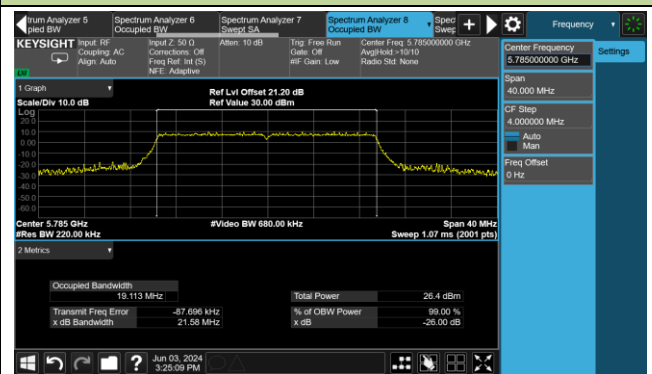 trum Analyzer 5
pied BW
Spectrum Analyzer 6
Occupied BW
Spectrum Analyzer 7
Swept SA
Spectrum Analyzer 8
Occupied BW
Spec
Swep
Frequency
KEYSIGHT
Input: RF
Coupling: AC
Align: Auto
Input Z: 50 Ω
Corrections: Off
Freq Ref: Int (S)
NFE: Adaptive
Atten: 10 dB
Trig: Free Run
Gate: Off
#IF Gain: Low
Center Freq: 5.785000000 GHz
Avg|Hold:>10/10
Radio Std: None
Center Frequency
5.785000000 GHz
Settings
Span
40.000 MHz
CF Step
4.000000 MHz
Auto
Man
Freq Offset
0 Hz
1 Graph
Scale/Div 10.0 dB
Ref Lvl Offset 21.20 dB
Ref Value 30.00 dBm
Log
20.0
10.0
0.00
-10.0
-20.0
-30.0
-40.0
-50.0
-60.0
Center 5.785 GHz
#Res BW 220.00 kHz
#Video BW 680.00 kHz
Span 40 MHz
Sweep 1.07 ms (2001 pts)
2 Metrics
Occupied Bandwidth
19.113 MHz
Total Power 26.4 dBm
Transmit Freq Error -87.696 kHz
% of OBW Power 99.00 %
x dB Bandwidth 21.58 MHz
x dB -26.00 dB
Jun 03, 2024
3:25:09 PM